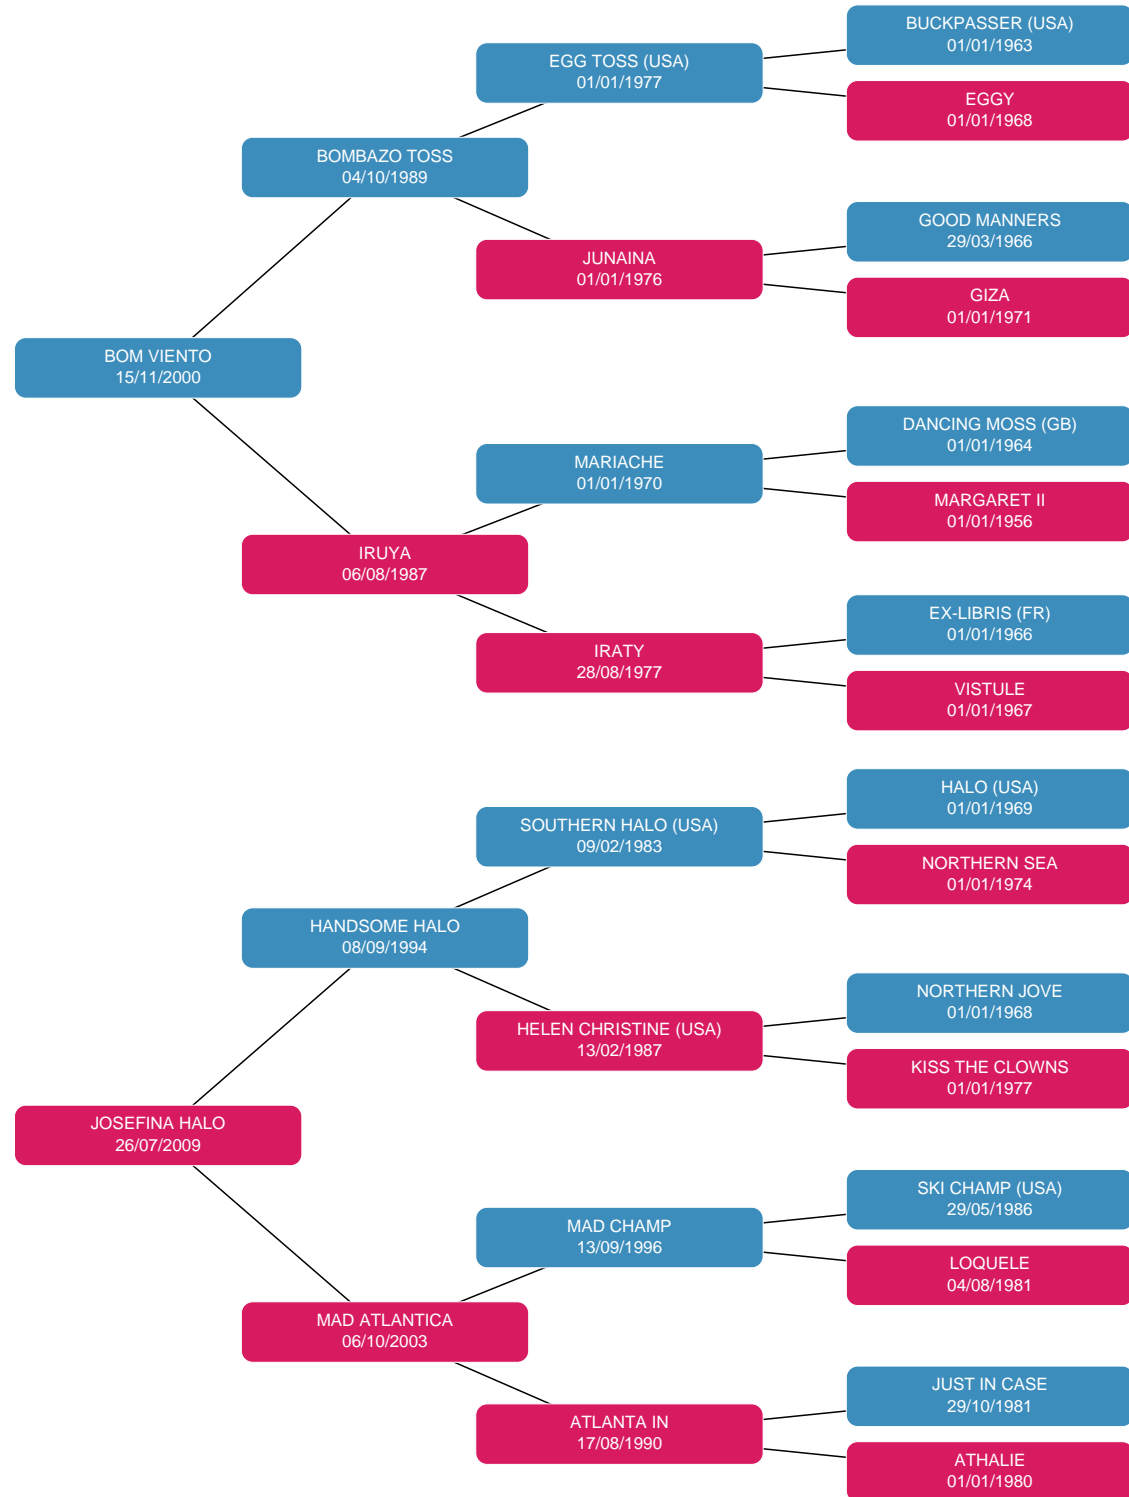 BUCKPASSER (USA)
01/01/1963
EGG TOSS (USA)
01/01/1977
EGGY
01/01/1968
BOMBAZO TOSS
04/10/1989
GOOD MANNERS
29/03/1966
JUNAINA
01/01/1976
GIZA
01/01/1971
BOM VIENTO
15/11/2000
DANCING MOSS (GB)
01/01/1964
MARIACHE
01/01/1970
MARGARET II
01/01/1956
IRUYA
06/08/1987
EX-LIBRIS (FR)
01/01/1966
IRATY
28/08/1977
VISTULE
01/01/1967
HALO (USA)
01/01/1969
SOUTHERN HALO (USA)
09/02/1983
NORTHERN SEA
01/01/1974
HANDSOME HALO
08/09/1994
NORTHERN JOVE
01/01/1968
HELEN CHRISTINE (USA)
13/02/1987
KISS THE CLOWNS
01/01/1977
JOSEFINA HALO
26/07/2009
SKI CHAMP (USA)
29/05/1986
MAD CHAMP
13/09/1996
LOQUELE
04/08/1981
MAD ATLANTICA
06/10/2003
JUST IN CASE
29/10/1981
ATLANTA IN
17/08/1990
ATHALIE
01/01/1980